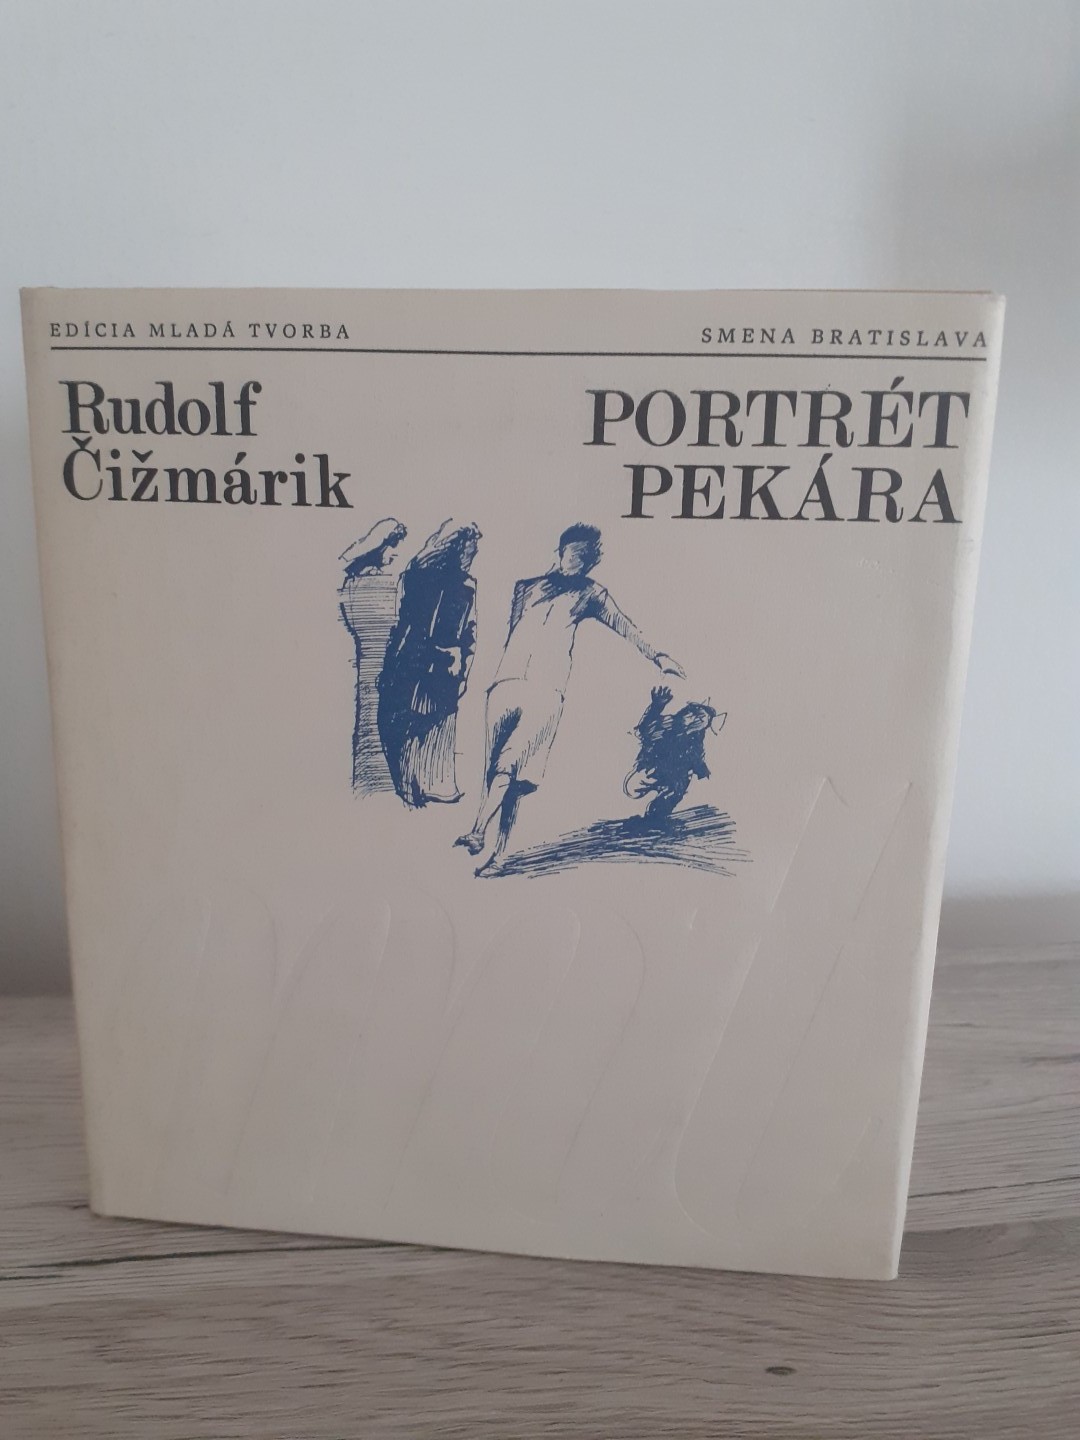 EDÍCIA MLADÁ TVORBA
SMENA BRATISLAVA
Rudolf
Čižmárik
PORTRÉT
PEKÁRA